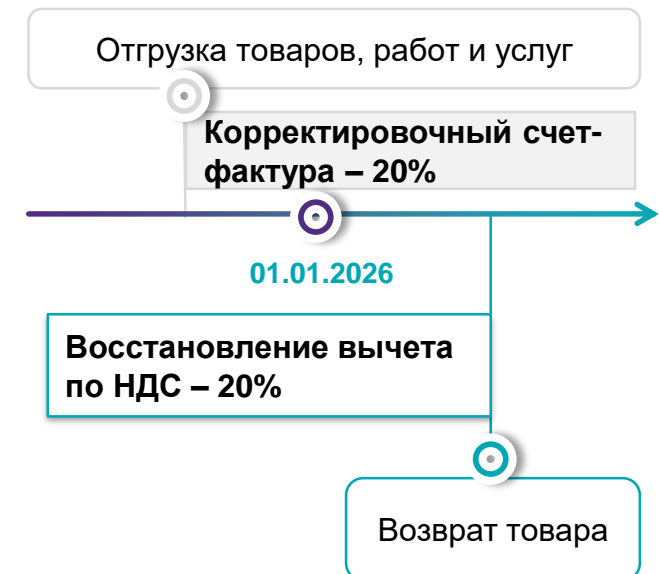 Отгрузка товаров, работ и услуг
Корректировочный счет-
фактура – 20%
01.01.2026
Восстановление вычета
по НДС – 20%
Возврат товара